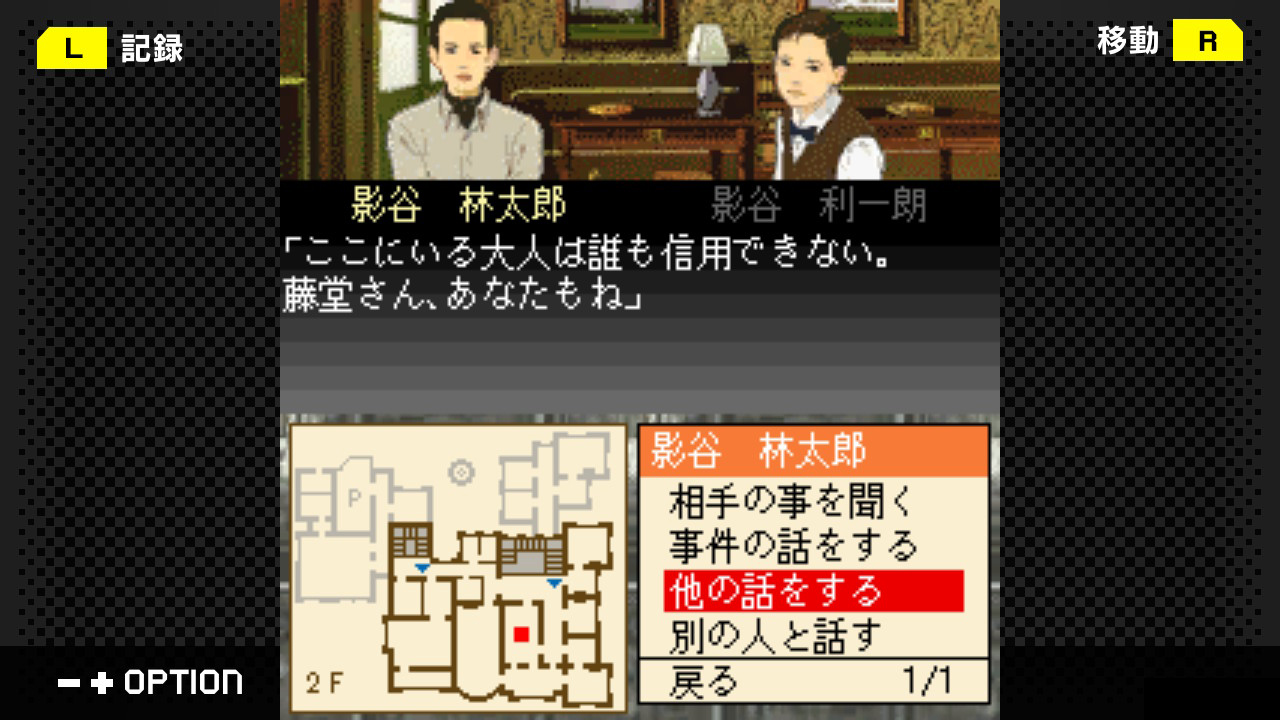 L 記録
移動 R
影谷 林太郎 影谷 利一朗
「ここにいる大人は誰も信用できない。
藤堂さん、あなたもね」
P
2F
影谷 林太郎
相手の事を聞く
事件の話をする
他の話をする
別の人と話す
戻る 1/1
OPTION